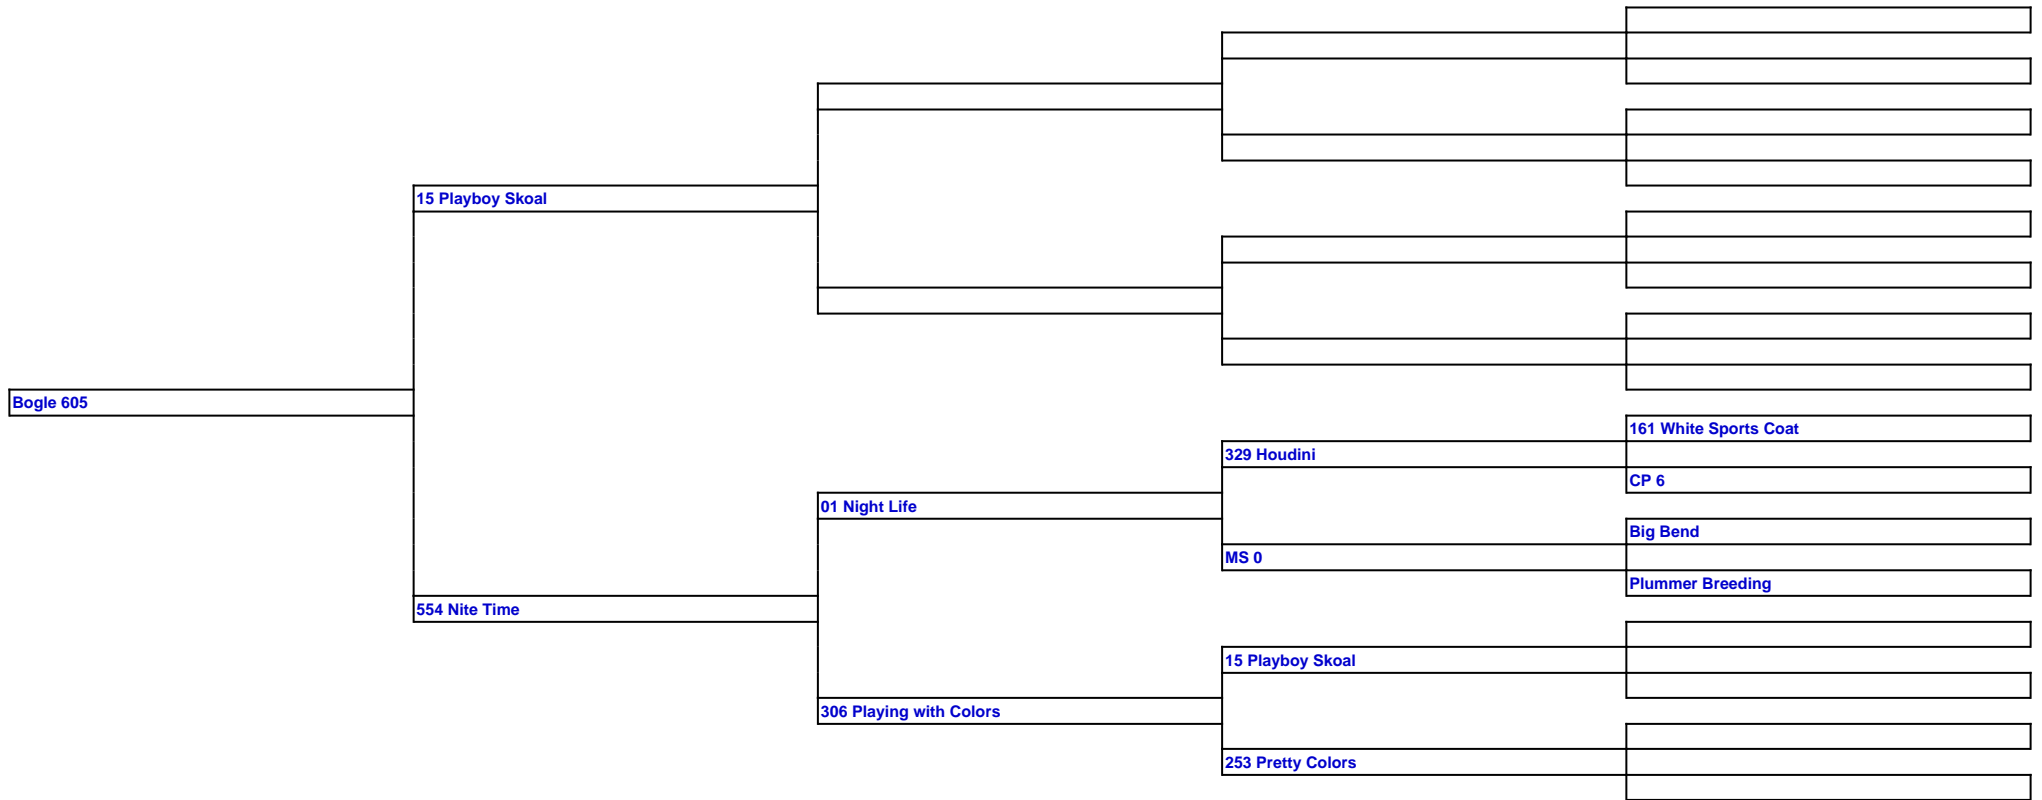 15 Playboy Skoal
Bogle 605
161 White Sports Coat
329 Houdini
CP 6
01 Night Life
Big Bend
MS 0
Plummer Breeding
554 Nite Time
15 Playboy Skoal
306 Playing with Colors
253 Pretty Colors